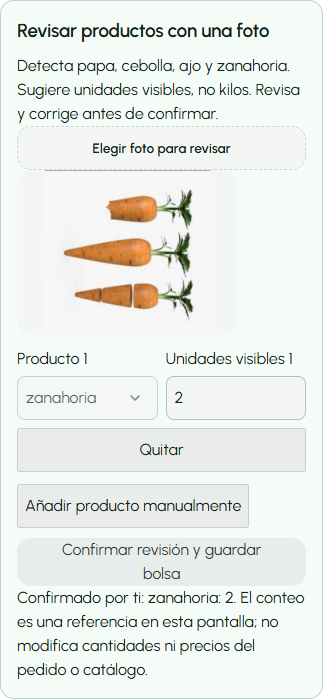 Revisar productos con una foto
Detecta papa, cebolla, ajo y zanahoria.
Sugiere unidades visibles, no kilos. Revisa
y corrige antes de confirmar.
Elegir foto para revisar
Producto 1
Unidades visibles 1
zanahoria
2
Quitar
Añadir producto manualmente
Confirmar revisión y guardar
bolsa
Confirmado por ti: zanahoria: 2. El conteo
es una referencia en esta pantalla; no
modifica cantidades ni precios del
pedido o catálogo.